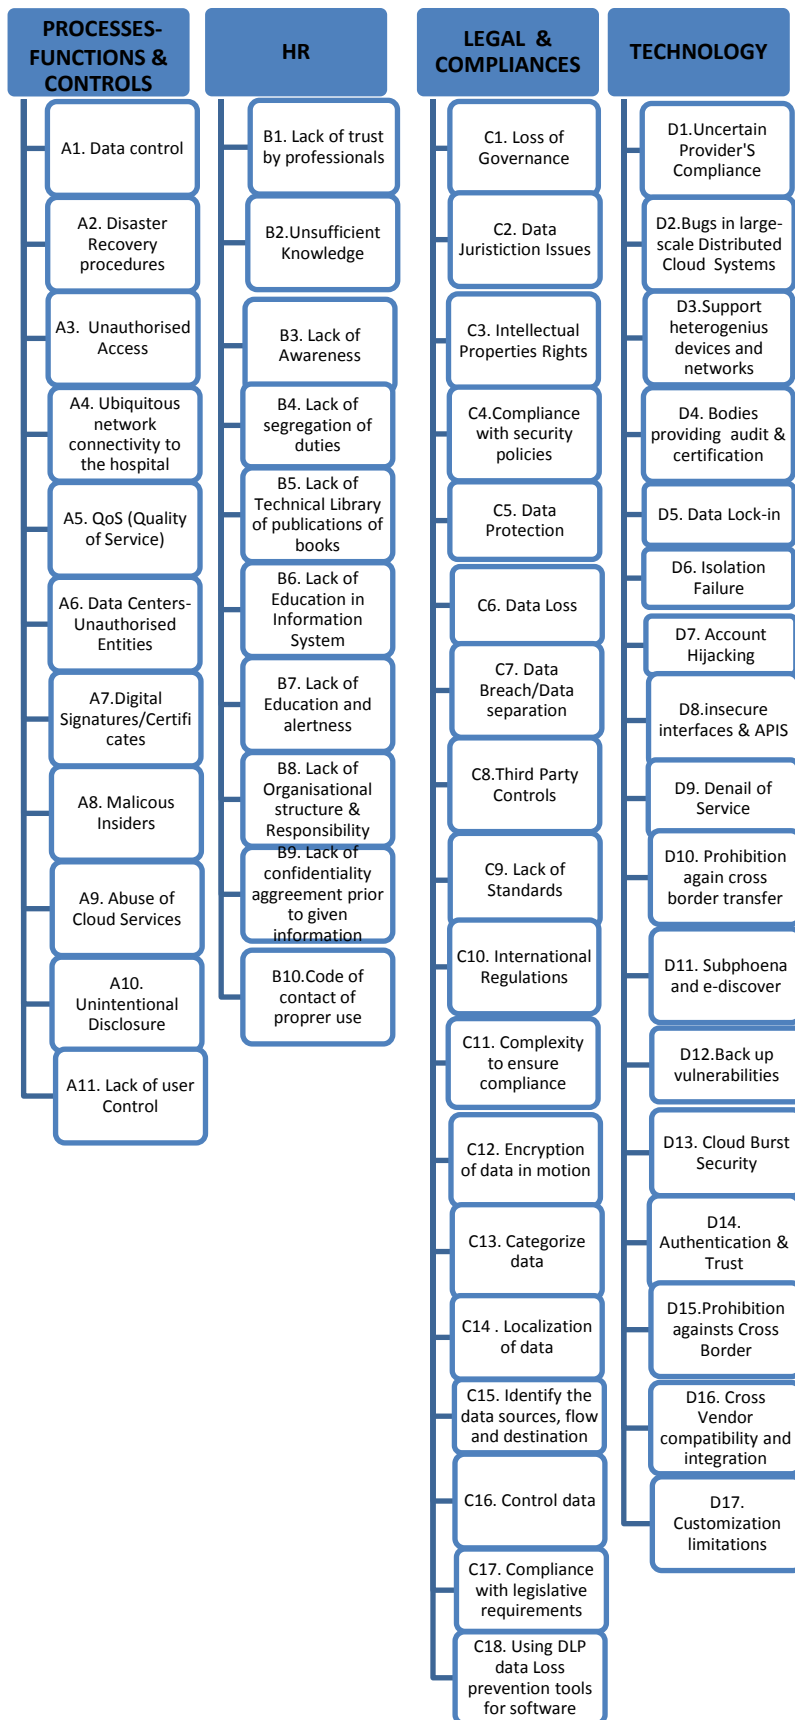 PROCESSES-
FUNCTIONS &
CONTROLS
A1. Data control
A2. Disaster
Recovery
procedures
A3.  Unauthorised
Access
A4. Ubiquitous
network
connectivity to
the hospital
A5. QoS (Quality
of Service)
A6. Data Centers-
Unauthorised
Entities
A7.Digital
Signatures/Certifi
cates
A8. Malicous
Insiders
A9. Abuse of
Cloud Services
A10.
Unintentional
Disclosure
A11. Lack of user
Control
HR
B1. Lack of trust
by professionals
B2.Unsufficient
Knowledge
B3. Lack of
Awareness
B4. Lack of
segregation of
duties
B5. Lack of
Technical Library
of publications of
books
B6. Lack of
Education in
Information
System
B7. Lack of
Education and
alertness
B8. Lack of
Organisational
structure &
Responsibility
B9. Lack of
confidentiality
aggreement prior
to given
information
B10.Code of
contact of
proprer use
LEGAL  &
COMPLIANCES
C1. Loss of
Governance
C2. Data
Juristiction Issues
C3. Intellectual
Properties Rights
C4.Compliance
with security
policies
C5. Data
Protection
C6. Data Loss
C7. Data
Breach/Data
separation
C8.Third Party
Controls
C9. Lack of
Standards
C10. International
Regulations
C11. Complexity
to ensure
compliance
C12. Encryption
of data in motion
C13. Categorize
data
C14 . Localization
of data
C15. Identify the
data sources, flow
and destination
C16. Control data
C17. Compliance
with legislative
requirements
C18. Using DLP
data Loss
prevention tools
for software
TECHNOLOGY
D1.Uncertain
Provider'S
Compliance
D2.Bugs in large-
scale Distributed
Cloud  Systems
D3.Support
heterogenius
devices and
networks
D4. Bodies
providing  audit &
certification
D5. Data Lock-in
D6. Isolation
Failure
D7. Account
Hijacking
D8.insecure
interfaces & APIS
D9. Denail of
Service
D10. Prohibition
again cross
border transfer
D11. Subphoena
and e-discover
D12.Back up
vulnerabilities
D13. Cloud Burst
Security
D14.
Authentication &
Trust
D15.Prohibition
againsts Cross
Border
D16. Cross
Vendor
compatibility and
integration
D17.
Customization
limitations